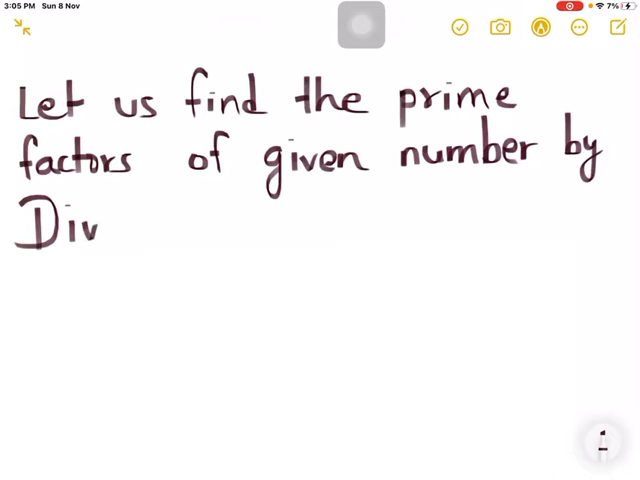 3:05 PM Sun 8 Nov
7%
Let us find the prime
factors of given number by
Div